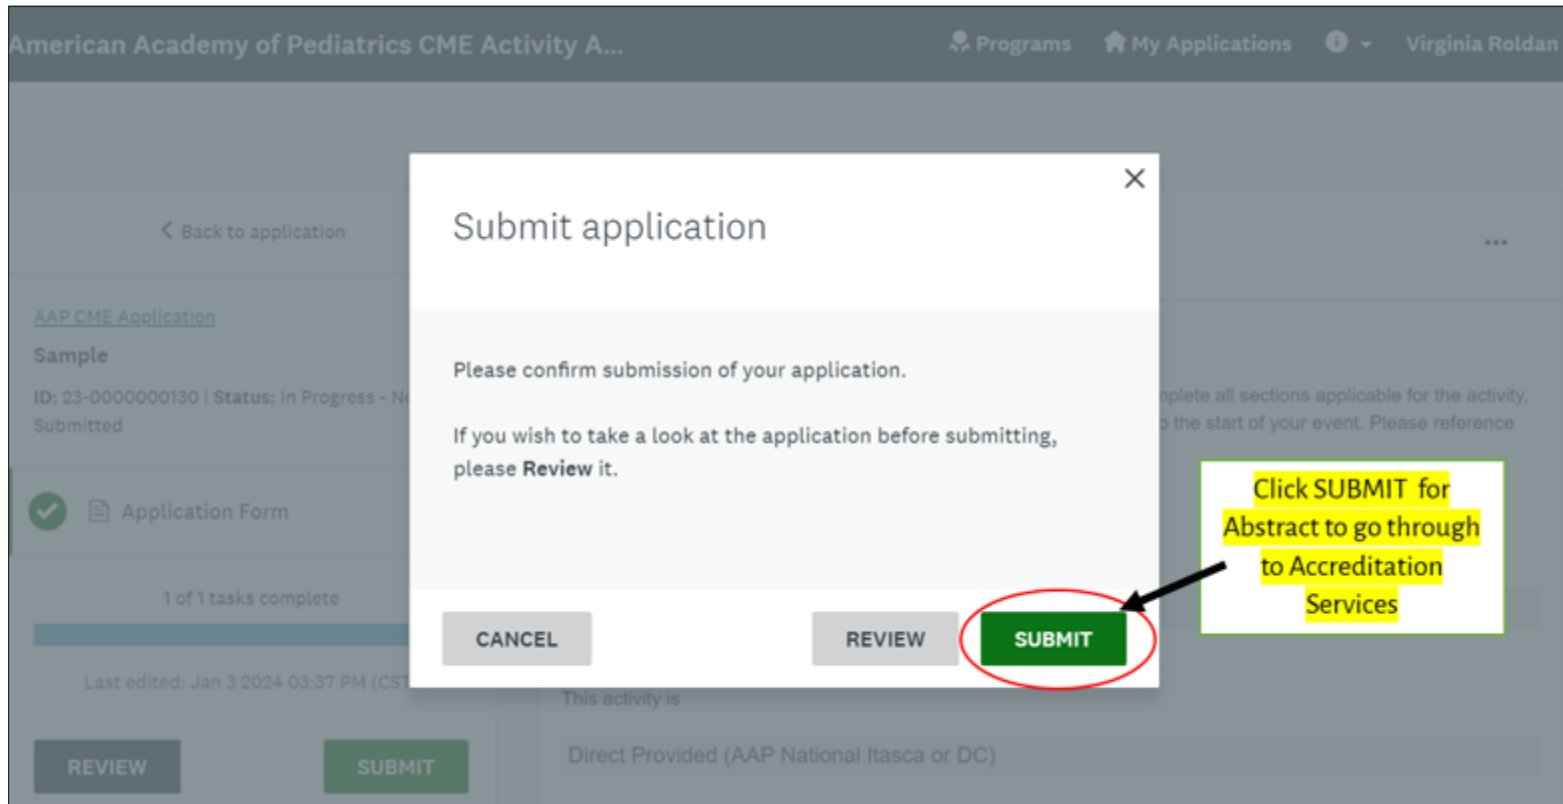 American Academy of Pediatrics CME Activity A...
Programs
My Applications
Virginia Roldan
Back to application
...
AAP CME Application
Sample
ID: 23-0000000130 | Status: In Progress -
Submitted
Application Form
1 of 1 tasks complete
Last edited: Jan 3 2024 03:37 PM (CST
REVIEW
SUBMIT
Submit application
Please confirm submission of your application.
If you wish to take a look at the application before submitting,
please Review it.
CANCEL
REVIEW
SUBMIT
all sections applicable for the activity,
the start of your event. Please reference
Click SUBMIT for
Abstract to go through
to Accreditation
Services
This activity is
Direct Provided (AAP National Itasca or DC)